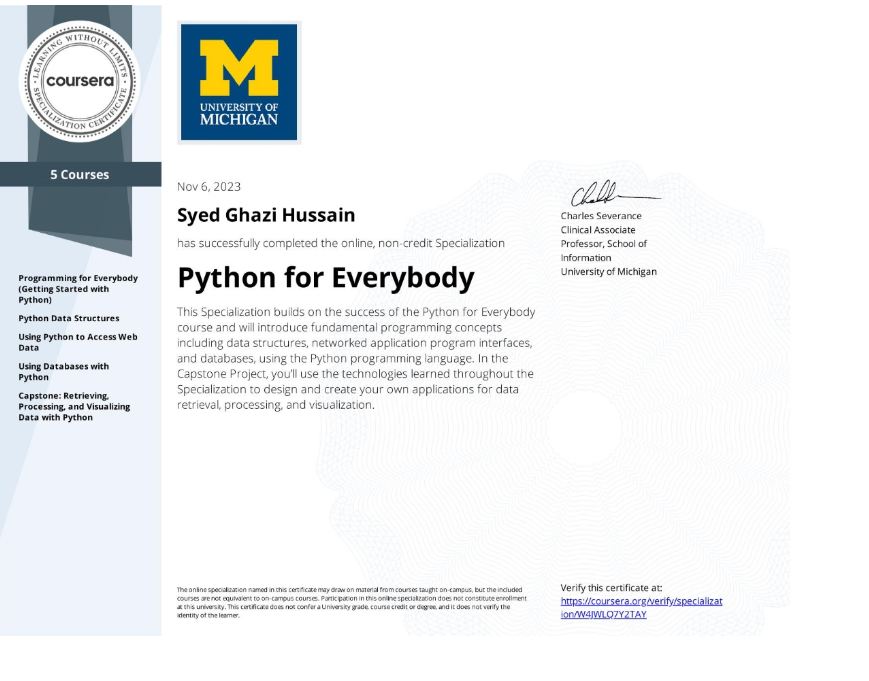 LEARNING WITHOUT LIMITS
coursera
SPECIALIZATION CERTIFICATE
5 Courses
Programming for Everybody
(Getting Started with
Python)
Python Data Structures
Using Python to Access Web
Data
Using Databases with
Python
Capstone: Retrieving,
Processing, and Visualizing
Data with Python
M
UNIVERSITY OF
MICHIGAN
Nov 6, 2023
Syed Ghazi Hussain
has successfully completed the online, non-credit Specialization
Python for Everybody
This Specialization builds on the success of the Python for Everybody
course and will introduce fundamental programming concepts
including data structures, networked application program interfaces,
and databases, using the Python programming language. In the
Capstone Project, you'll use the technologies learned throughout the
Specialization to design and create your own applications for data
retrieval, processing, and visualization.
Charles Severance
Clinical Associate
Professor, School of
Information
University of Michigan
The online specialization named in this certificate may draw on material from courses taught on-campus, but the included
courses are not equivalent to on-campus courses. Participation in this online specialization does not constitute enrollment
at this university. This certificate does not confer a University grade, course credit or degree, and it does not verify the
identity of the learner.
Verify this certificate at:
https://coursera.org/verify/specializat
ion/W4JWLQ7Y2TAY